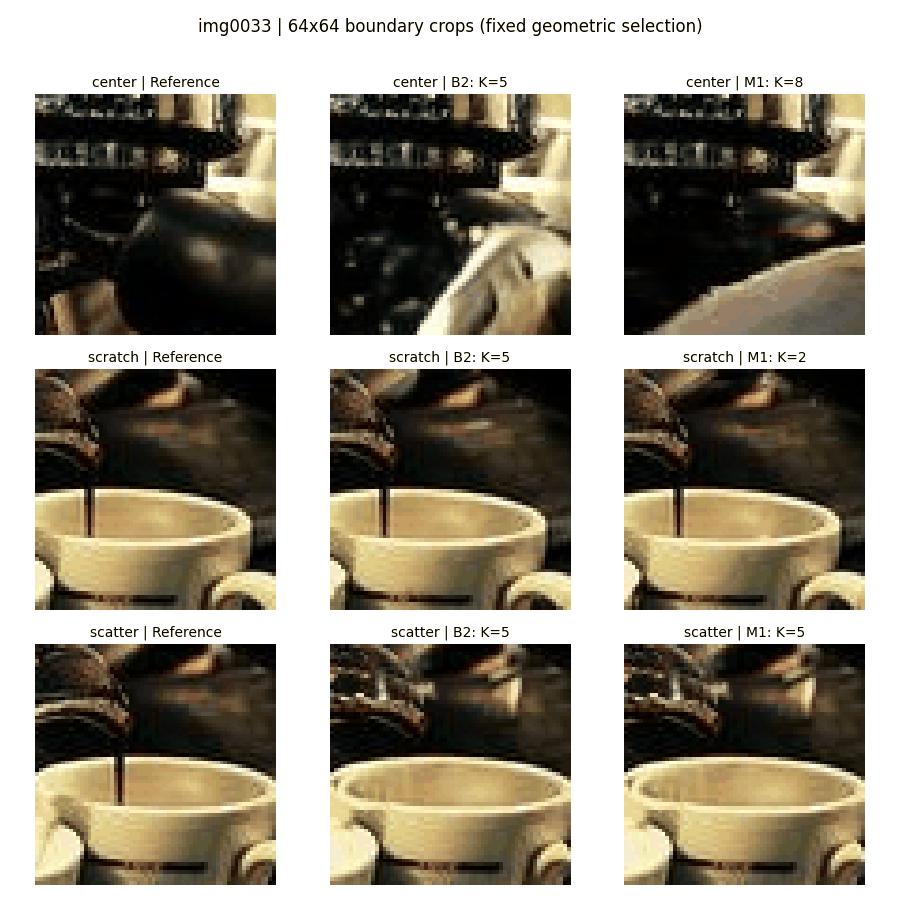 img0033 | 64x64 boundary crops (fixed geometric selection)
center | Reference
center | B2: K=5
center | M1: K=8
scratch | Reference
scratch | B2: K=5
scratch | M1: K=2
scatter | Reference
scatter | B2: K=5
scatter | M1: K=5